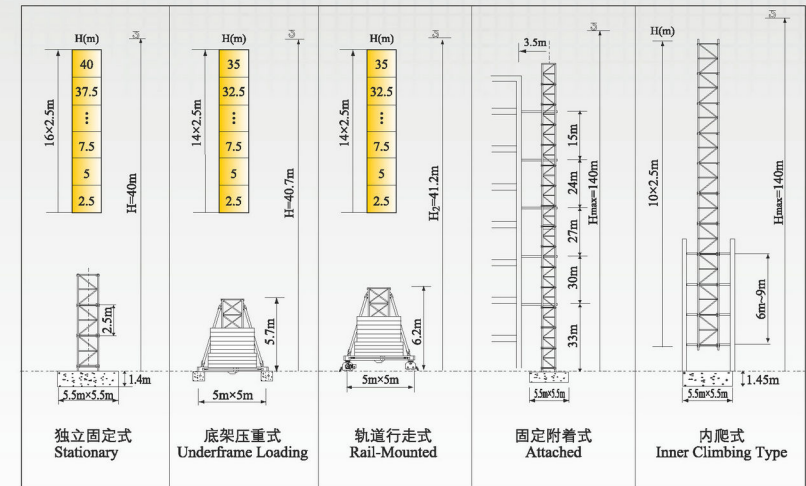 H(m)
40
37.5
7.5
5
2.5
16×2.5m
H=40m
2.5m
1.4m
5.5m×5.5m
独立固定式
Stationary
H(m)
35
32.5
7.5
5
2.5
14×2.5m
H=40.7m
5.7m
5m×5m
底架压重式
Underframe Loading
H(m)
35
32.5
7.5
5
2.5
14×2.5m
H₂=41.2m
6.2m
5m×5m
轨道行走式
Rail-Mounted
3.5m
15m
24m
27m
30m
33m
Hmax=140m
5.5m×5.5m
固定附着式
Attached
H(m)
10×2.5m
Hmax=140m
6m~9m
1.45m
5.5m×5.5m
内爬式
Inner Climbing Type